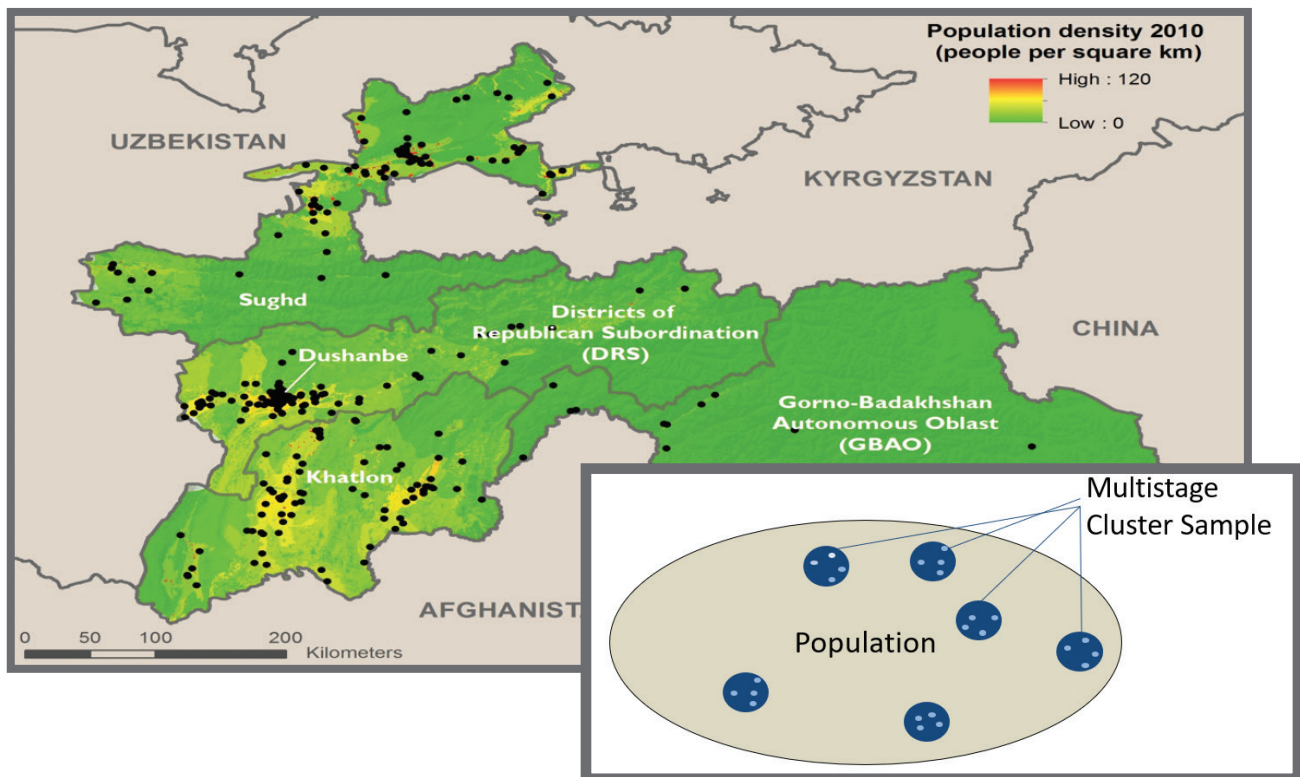 Population density 2010
(people per square km)
High : 120
Low : 0
UZBEKISTAN
KYRGYZSTAN
CHINA
Sughd
Districts of
Republican Subordination
(DRS)
Dushanbe
Gorno-Badakhshan
Autonomous Oblast
(GBAO)
Khatlon
AFGHANISTA
0 50 100 200
Kilometers
Multistage
Cluster Sample
Population